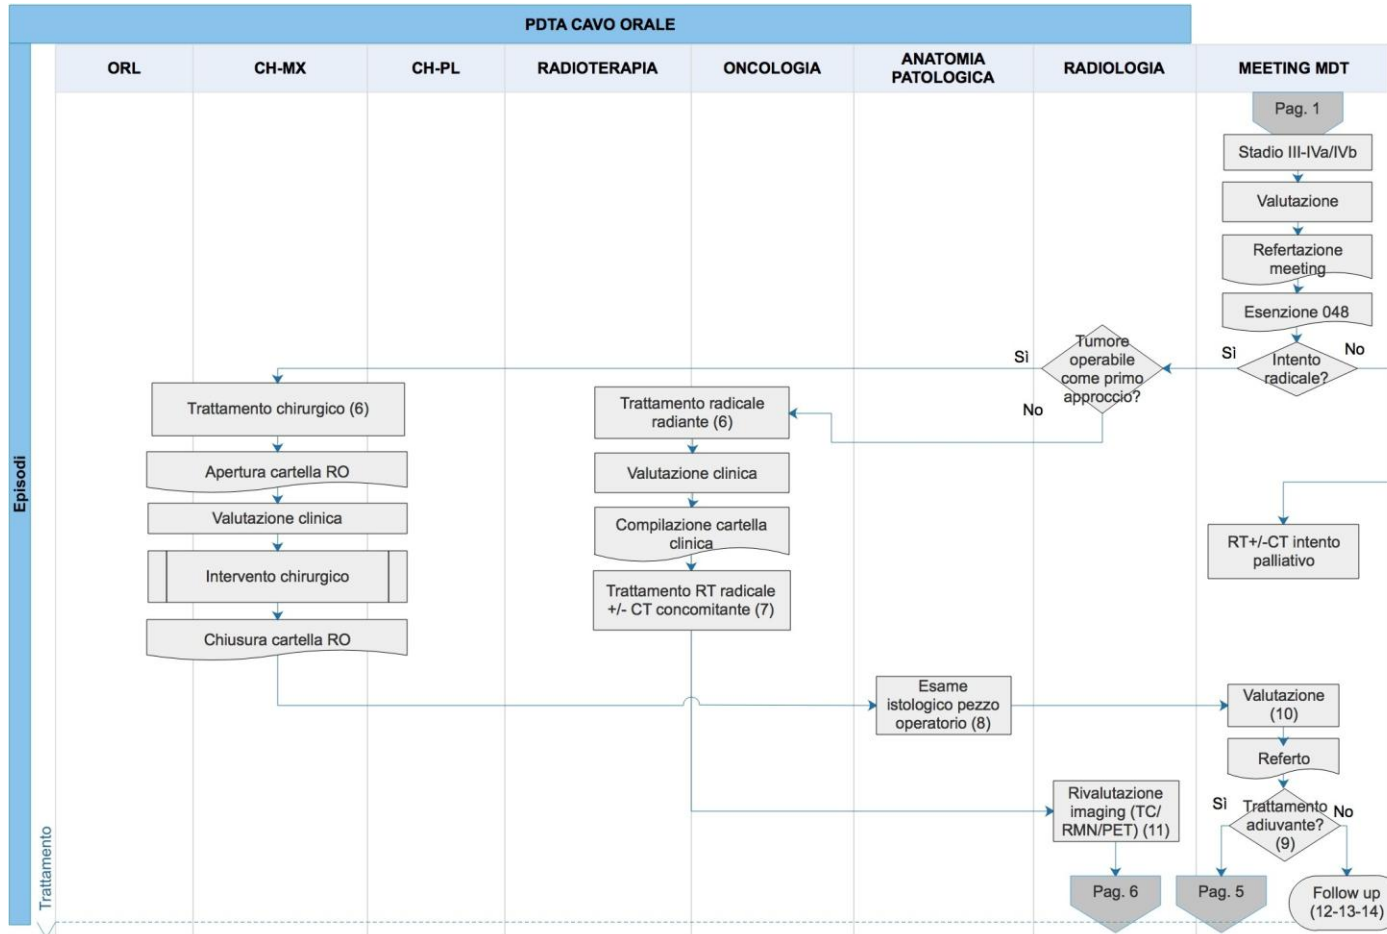 PDTA CAVO ORALE
ORL
CH-MX
CH-PL
RADIOTERAPIA
ONCOLOGIA
ANATOMIA
PATOLOGICA
RADIOLOGIA
MEETING MDT
Episodi
Trattamento
Pag. 1
Stadio III-IVa/IVb
Valutazione
Refertazione
meeting
Esenzione 048
Intento
radicale?
Sì
No
Tumore
operabile
come primo
approccio?
Sì
No
Trattamento chirurgico (6)
Apertura cartella RO
Valutazione clinica
Intervento chirurgico
Chiusura cartella RO
Trattamento radicale
radiante (6)
Valutazione clinica
Compilazione cartella
clinica
Trattamento RT radicale
+/- CT concomitante (7)
RT+/-CT intento
palliativo
Esame
istologico pezzo
operatorio (8)
Valutazione
(10)
Referto
Rivalutazione
imaging (TC/
RMN/PET) (11)
Sì
Trattamento
adiuvante?
(9)
No
Pag. 6
Pag. 5
Follow up
(12-13-14)